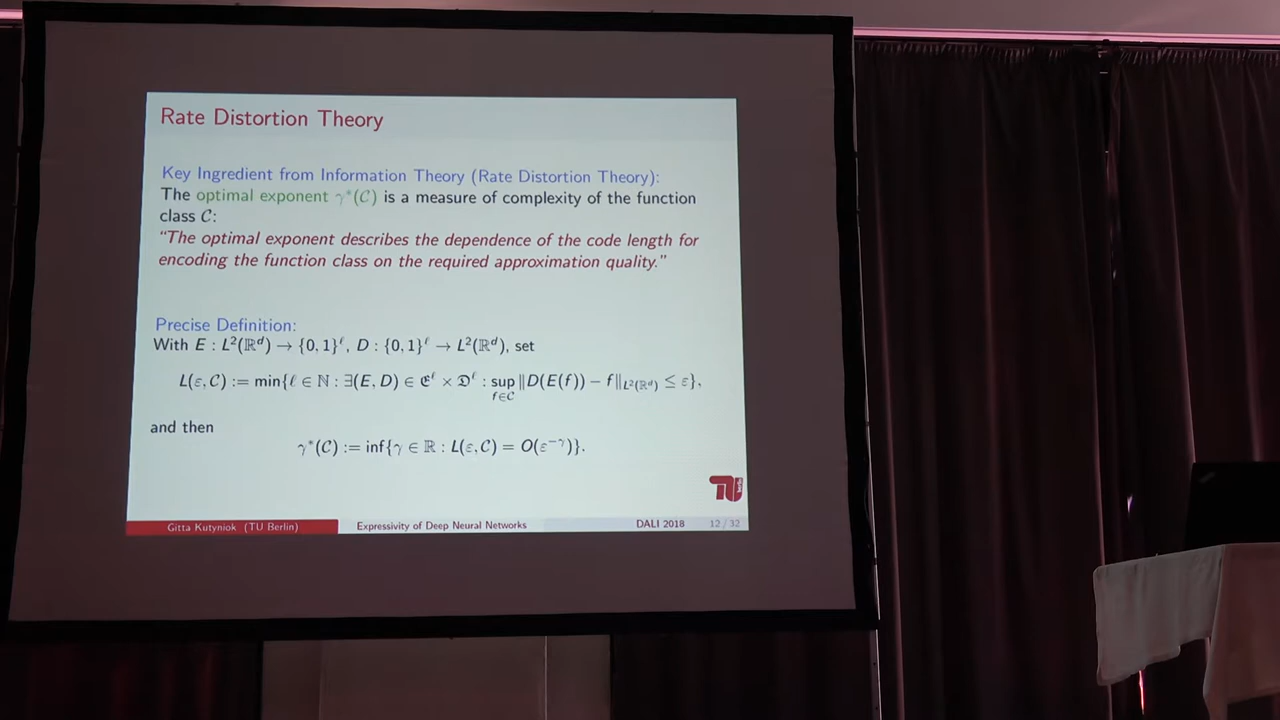 Rate Distortion Theory
Key Ingredient from Information Theory (Rate Distortion Theory):
The optimal exponent γ*(𝒞) is a measure of complexity of the function
class 𝒞:
“The optimal exponent describes the dependence of the code length for
encoding the function class on the required approximation quality.”
Precise Definition:
With E : L²(ℝᵈ) → {0, 1}^ℓ, D : {0, 1}^ℓ → L²(ℝᵈ), set
L(ε, 𝒞) := min{ℓ ∈ ℕ : ∃(E, D) ∈ 𝔈^ℓ × 𝔇^ℓ : sup_{f∈𝒞} ‖D(E(f)) − f‖_{L²(ℝᵈ)} ≤ ε},
and then
γ*(𝒞) := inf{γ ∈ ℝ : L(ε, 𝒞) = O(ε^{−γ})}.
Gitta Kutyniok (TU Berlin) Expressivity of Deep Neural Networks DALI 2018 12 / 32